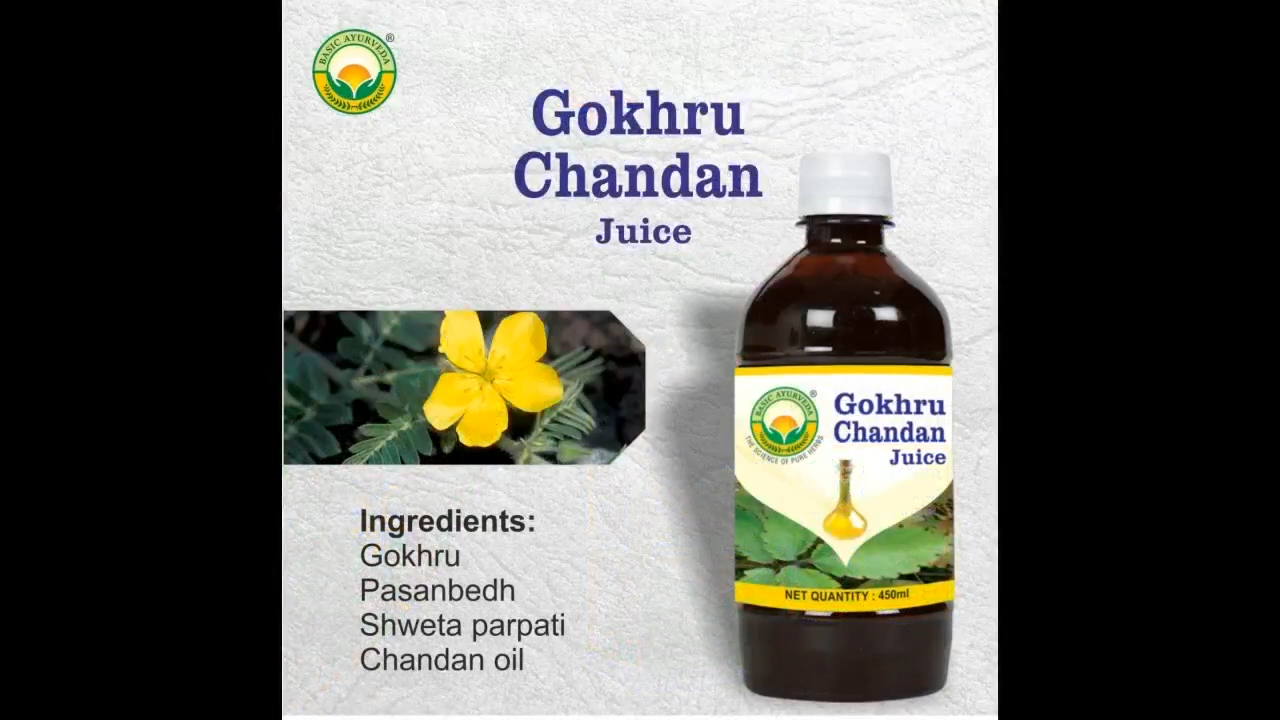 BASIC AYURVEDA
®
Gokhru
Chandan
Juice
Ingredients:
Gokhru
Pasanbedh
Shweta parpati
Chandan oil
BASIC AYURVEDA
®
THE SCIENCE OF PURE HERBS
Gokhru
Chandan
Juice
NET QUANTITY : 450ml